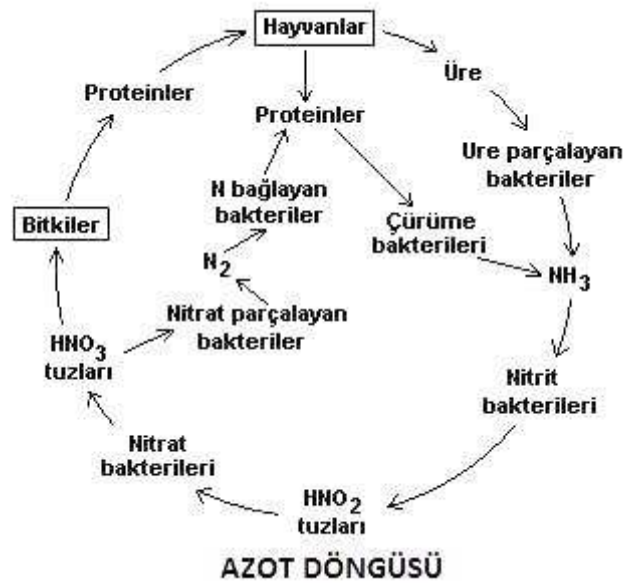 Hayvanlar
Proteinler
Üre
Proteinler
Ure parçalayan
bakteriler
N bağlayan
bakteriler
Bitkiler
Çürüme
bakterileri
N2
NH3
Nitrat parçalayan
bakteriler
HNO3
tuzları
Nitrit
bakterileri
Nitrat
bakterileri
HNO2
tuzları
AZOT DÖNGÜSÜ